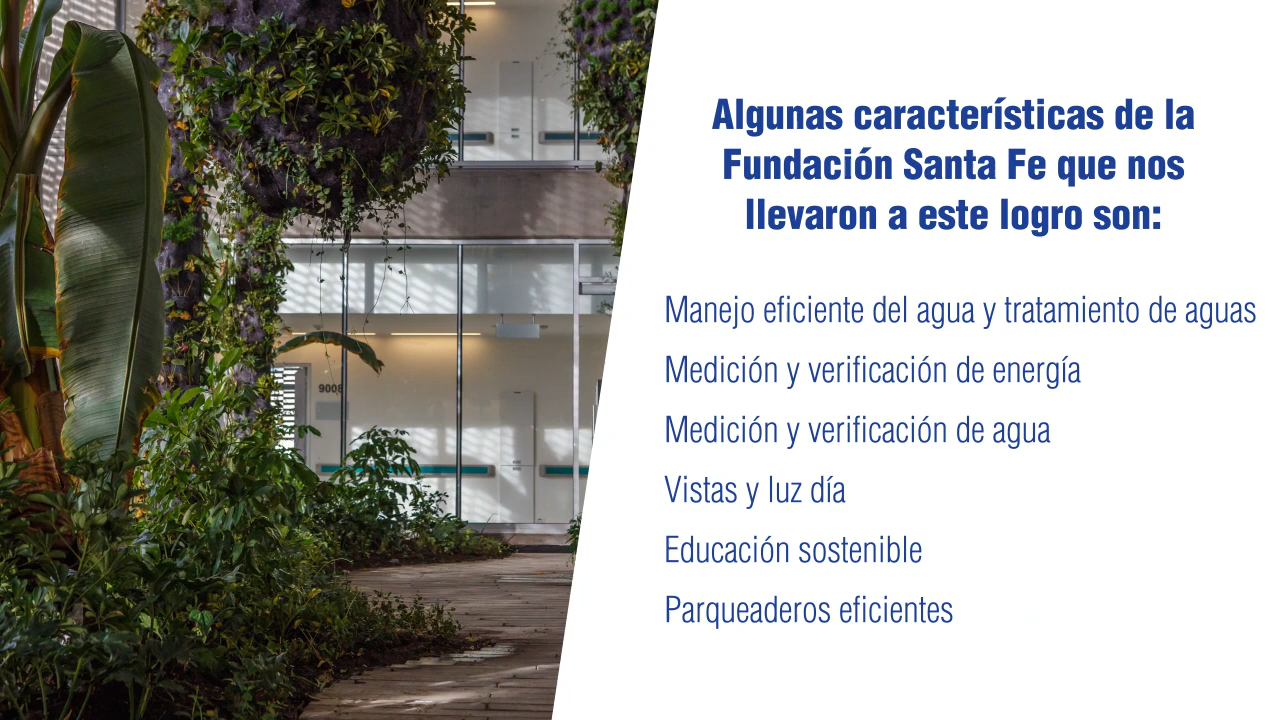 Algunas características de la
Fundación Santa Fe que nos
llevaron a este logro son:
Manejo eficiente del agua y tratamiento de aguas
Medición y verificación de energía
Medición y verificación de agua
Vistas y luz día
Educación sostenible
Parqueaderos eficientes
9008